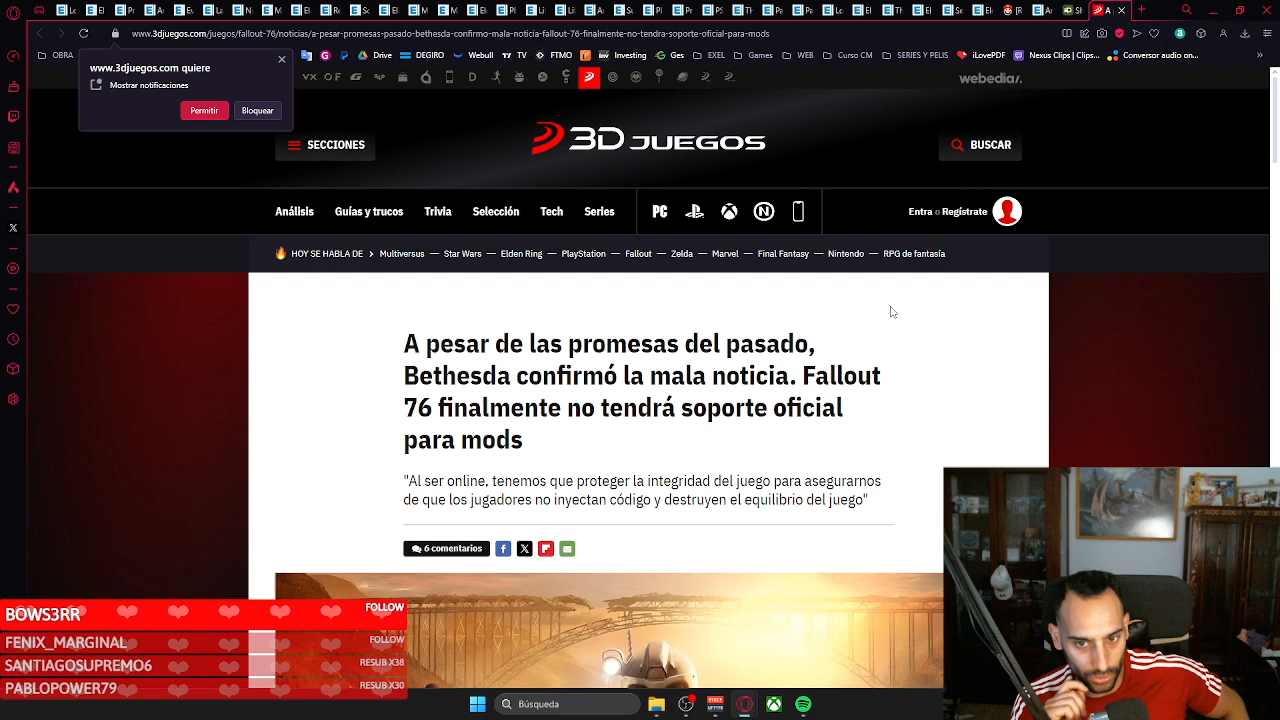 www.3djuegos.com/juegos/fallout-76/noticias/a-pesar-promesas-pasado-bethesda-confirmo-mala-noticia-fallout-76-finalmente-no-tendra-soporte-oficial-para-mods
OBRA
Drive
DEGIRO
Webull
TV
FTMO
Investing
Ges
EXEL
Games
WEB
Curso CM
SERIES Y PELIS
iLovePDF
Nexus Clips | Clips...
Conversor audio on...
www.3djuegos.com quiere
Mostrar notificaciones
Permitir
Bloquear
webedia.
SECCIONES
3D JUEGOS
BUSCAR
Análisis
Guías y trucos
Trivia
Selección
Tech
Series
PC
Entra o Regístrate
HOY SE HABLA DE > Multiversus — Star Wars — Elden Ring — PlayStation — Fallout — Zelda — Marvel — Final Fantasy — Nintendo — RPG de fantasía
A pesar de las promesas del pasado,
Bethesda confirmó la mala noticia. Fallout
76 finalmente no tendrá soporte oficial
para mods
"Al ser online, tenemos que proteger la integridad del juego para asegurarnos
de que los jugadores no inyectan código y destruyen el equilibrio del juego"
6 comentarios
BOWS3RR FOLLOW
FENIX_MARGINAL FOLLOW
SANTIAGOSUPREMO6 RESUB X38
PABLOPOWER79 RESUB X30
Búsqueda